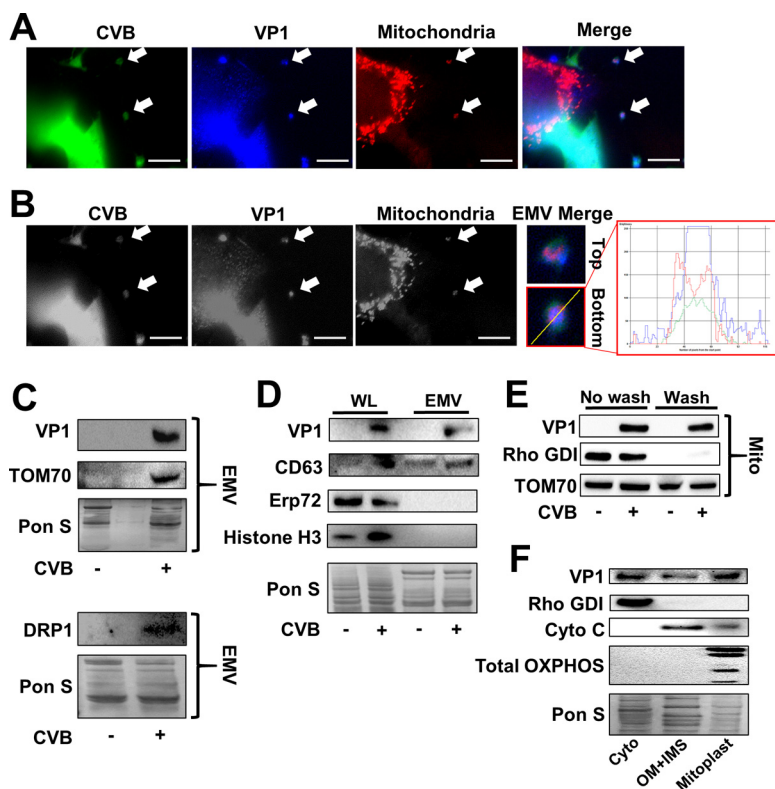 A
CVB
VP1
Mitochondria
Merge
B
CVB
VP1
Mitochondria
EMV Merge
Top
Bottom
C
VP1
TOM70
Pon S
CVB - +
EMV
DRP1
Pon S
CVB - +
EMV
D
WL EMV
VP1
CD63
Erp72
Histone H3
Pon S
CVB - + - +
E
No wash Wash
VP1
Rho GDI
TOM70
CVB - + - +
Mito
F
VP1
Rho GDI
Cyto C
Total OXPHOS
Pon S
Cyto
OM+IMS
Mitoplast